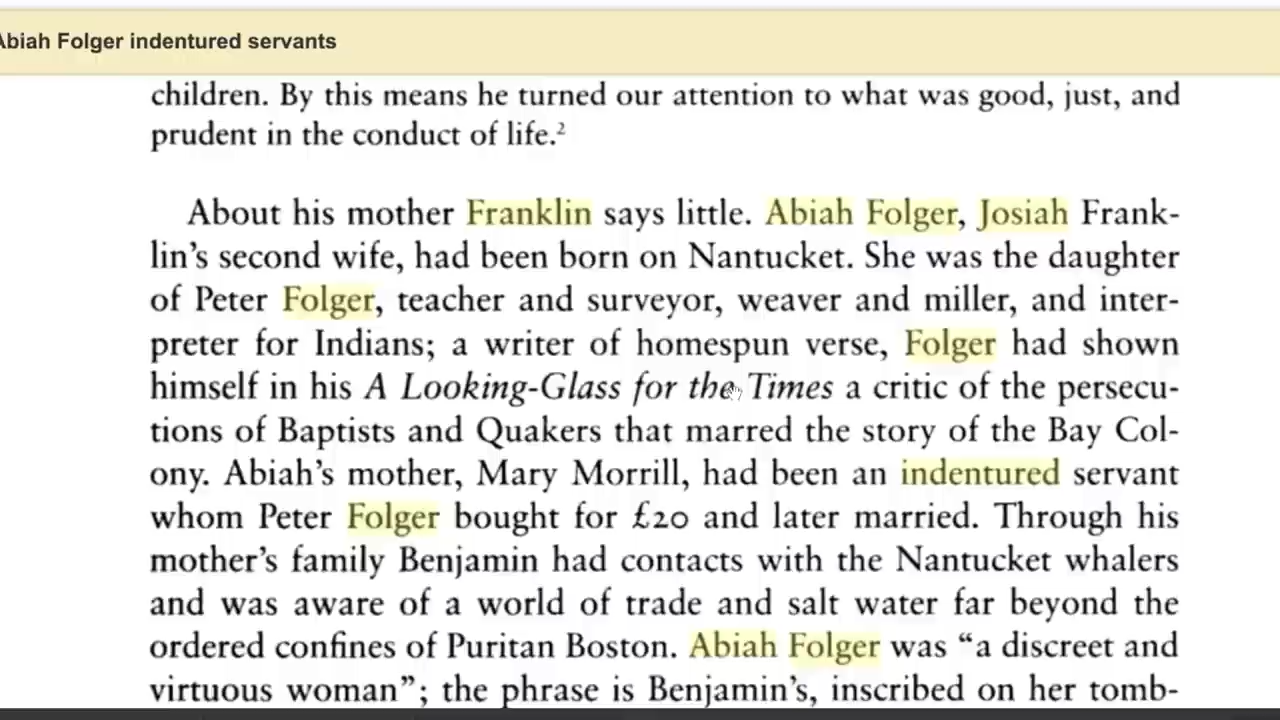 Abiah Folger indentured servants
children. By this means he turned our attention to what was good, just, and
prudent in the conduct of life.²
About his mother Franklin says little. Abiah Folger, Josiah Frank-
lin's second wife, had been born on Nantucket. She was the daughter
of Peter Folger, teacher and surveyor, weaver and miller, and inter-
preter for Indians; a writer of homespun verse, Folger had shown
himself in his A Looking-Glass for the Times a critic of the persecu-
tions of Baptists and Quakers that marred the story of the Bay Col-
ony. Abiah's mother, Mary Morrill, had been an indentured servant
whom Peter Folger bought for £20 and later married. Through his
mother's family Benjamin had contacts with the Nantucket whalers
and was aware of a world of trade and salt water far beyond the
ordered confines of Puritan Boston. Abiah Folger was “a discreet and
virtuous woman”; the phrase is Benjamin's, inscribed on her tomb-